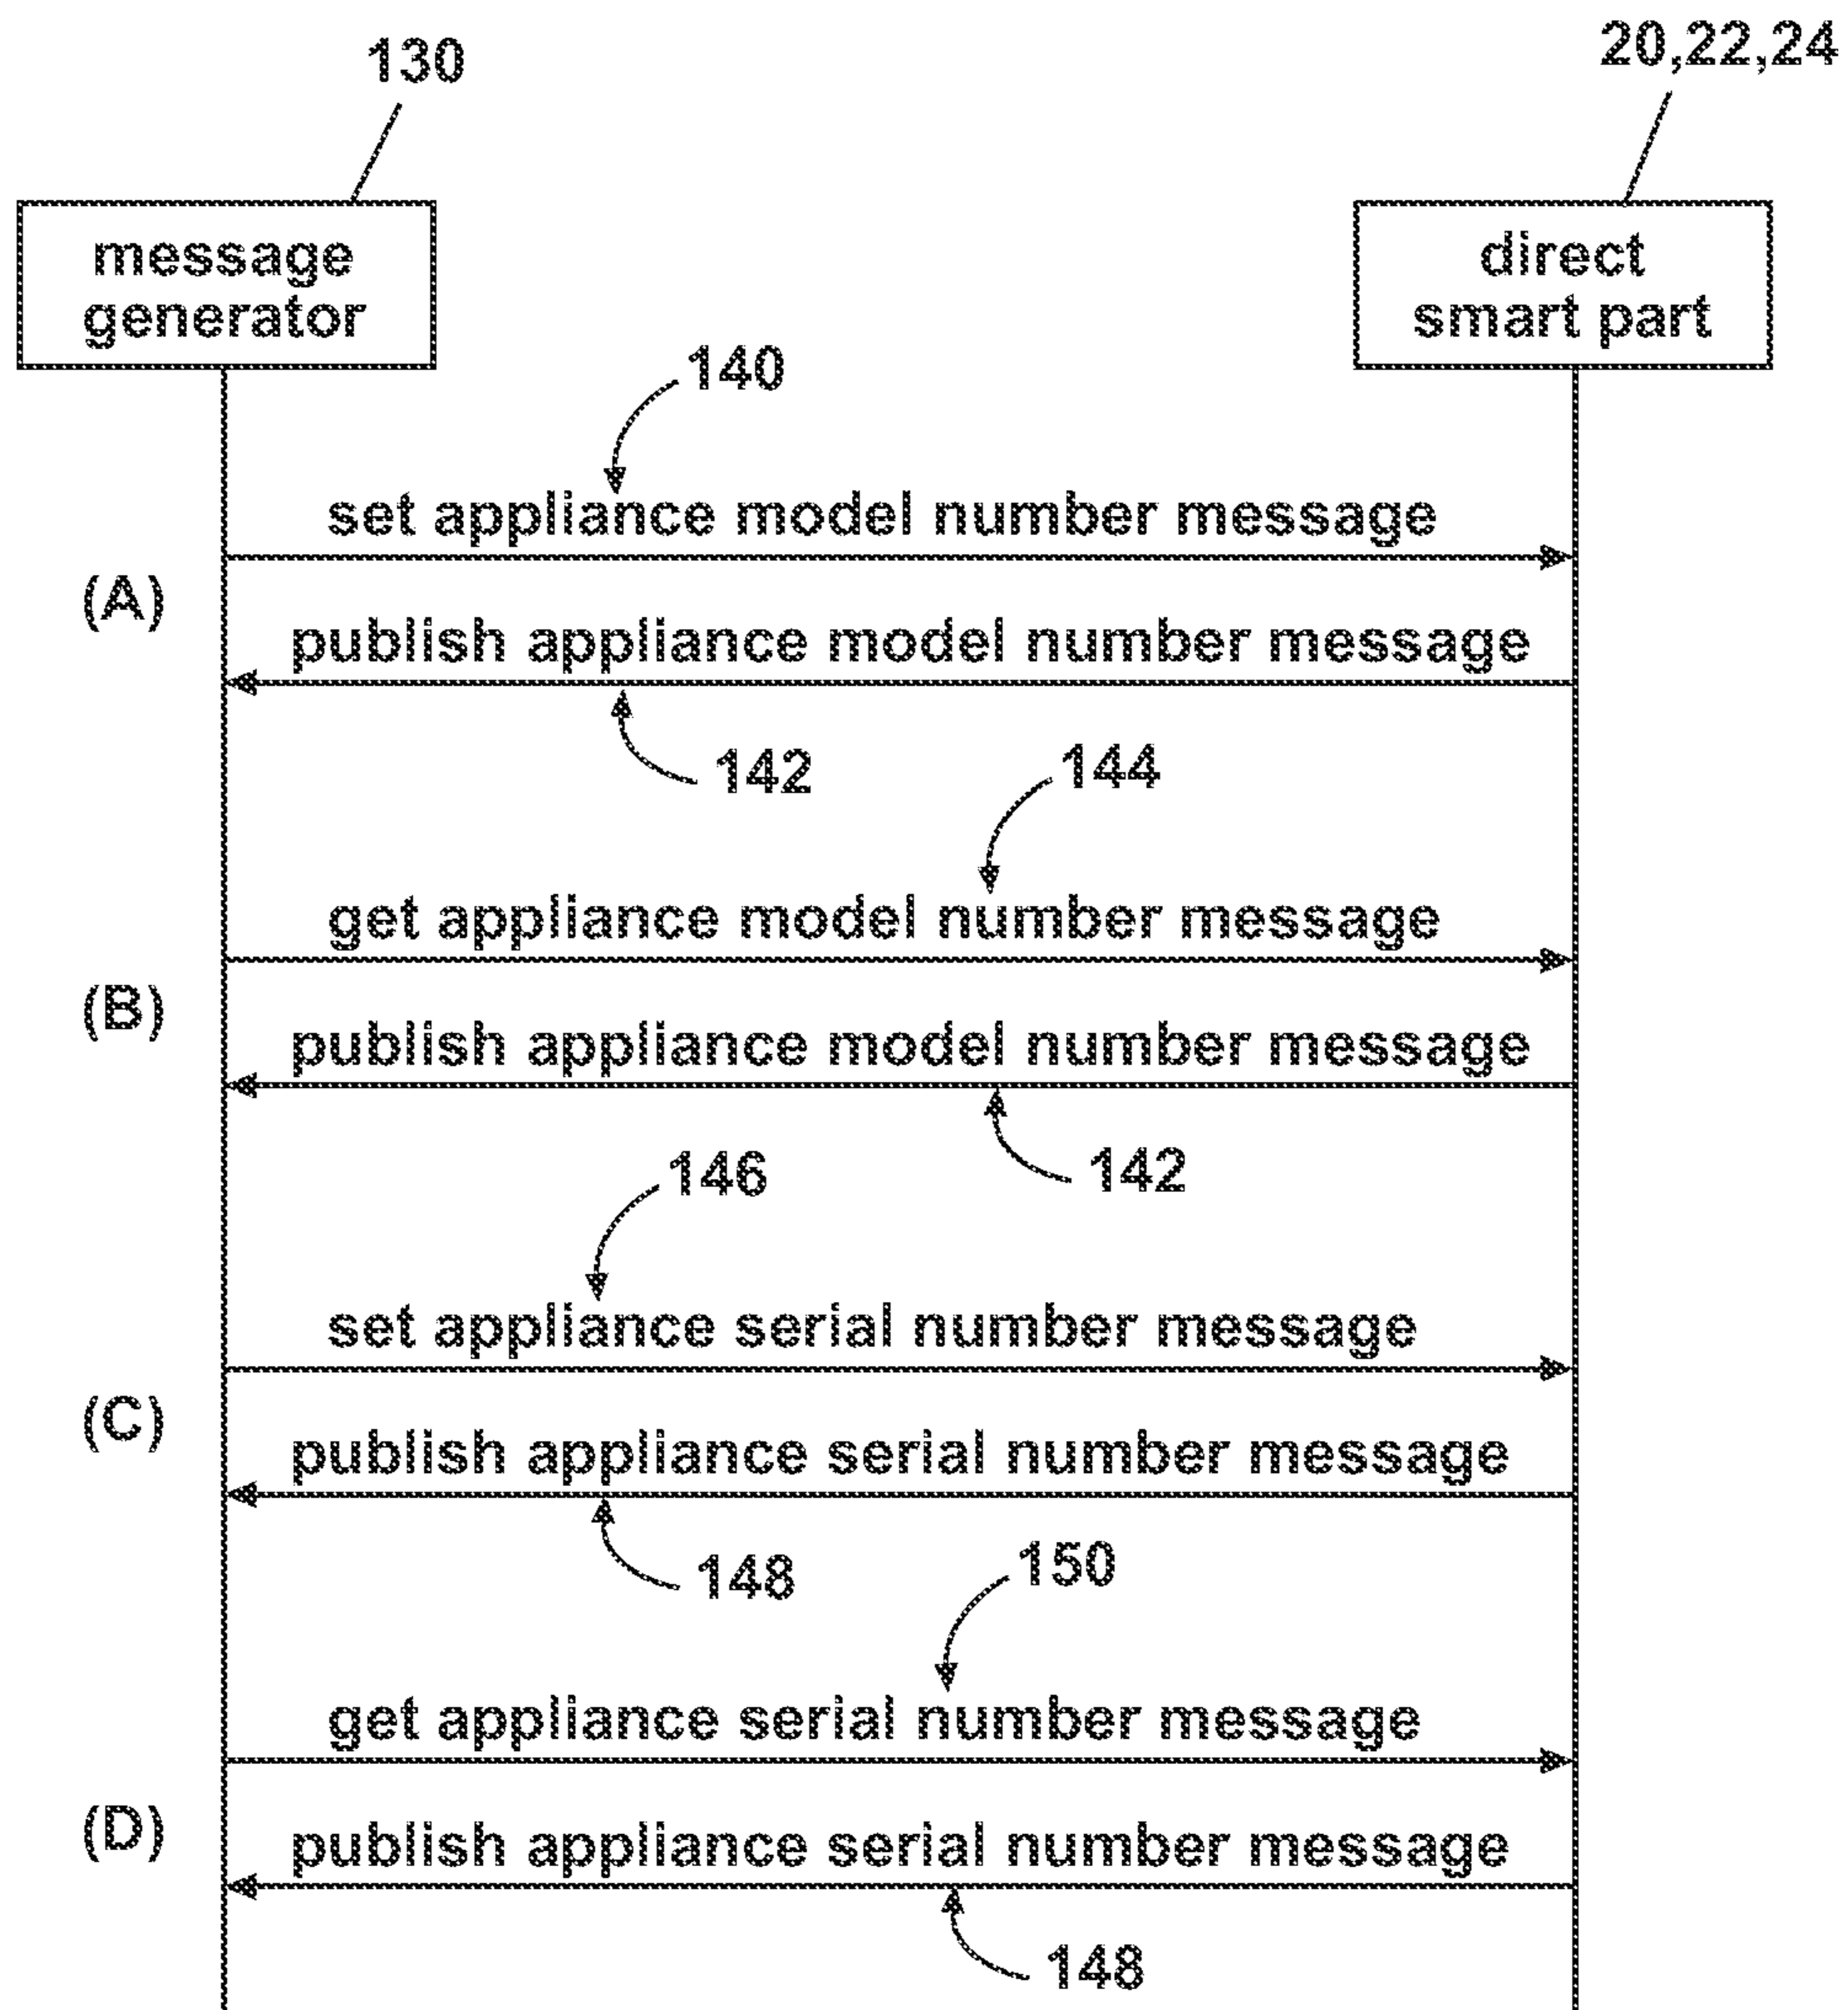 130
20,22,24
message
generator
direct
smart part
140
set appliance model number message
(A)
publish appliance model number message
142
144
get appliance model number message
(B)
publish appliance model number message
146
142
set appliance serial number message
(C)
publish appliance serial number message
148
150
get appliance serial number message
(D)
publish appliance serial number message
148